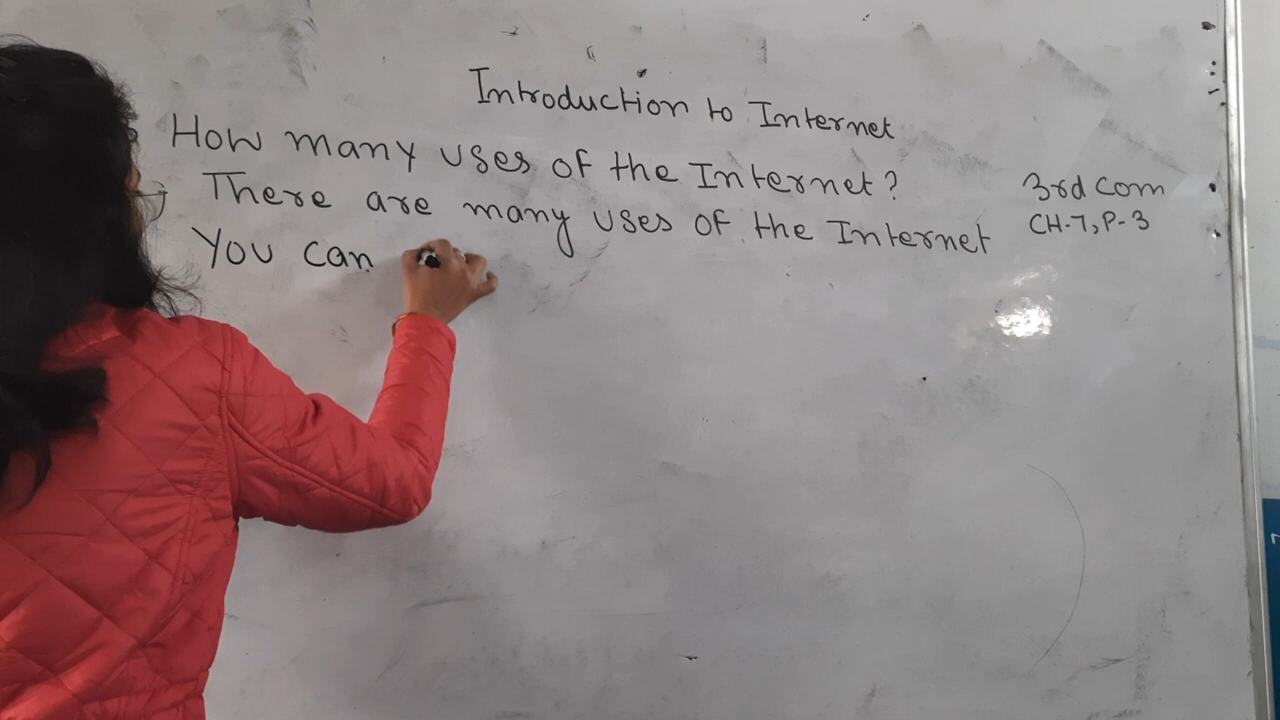 Introduction to Internet
How many uses of the Internet?
There are many uses of the Internet
You can
3rd Com
CH-7, P-3